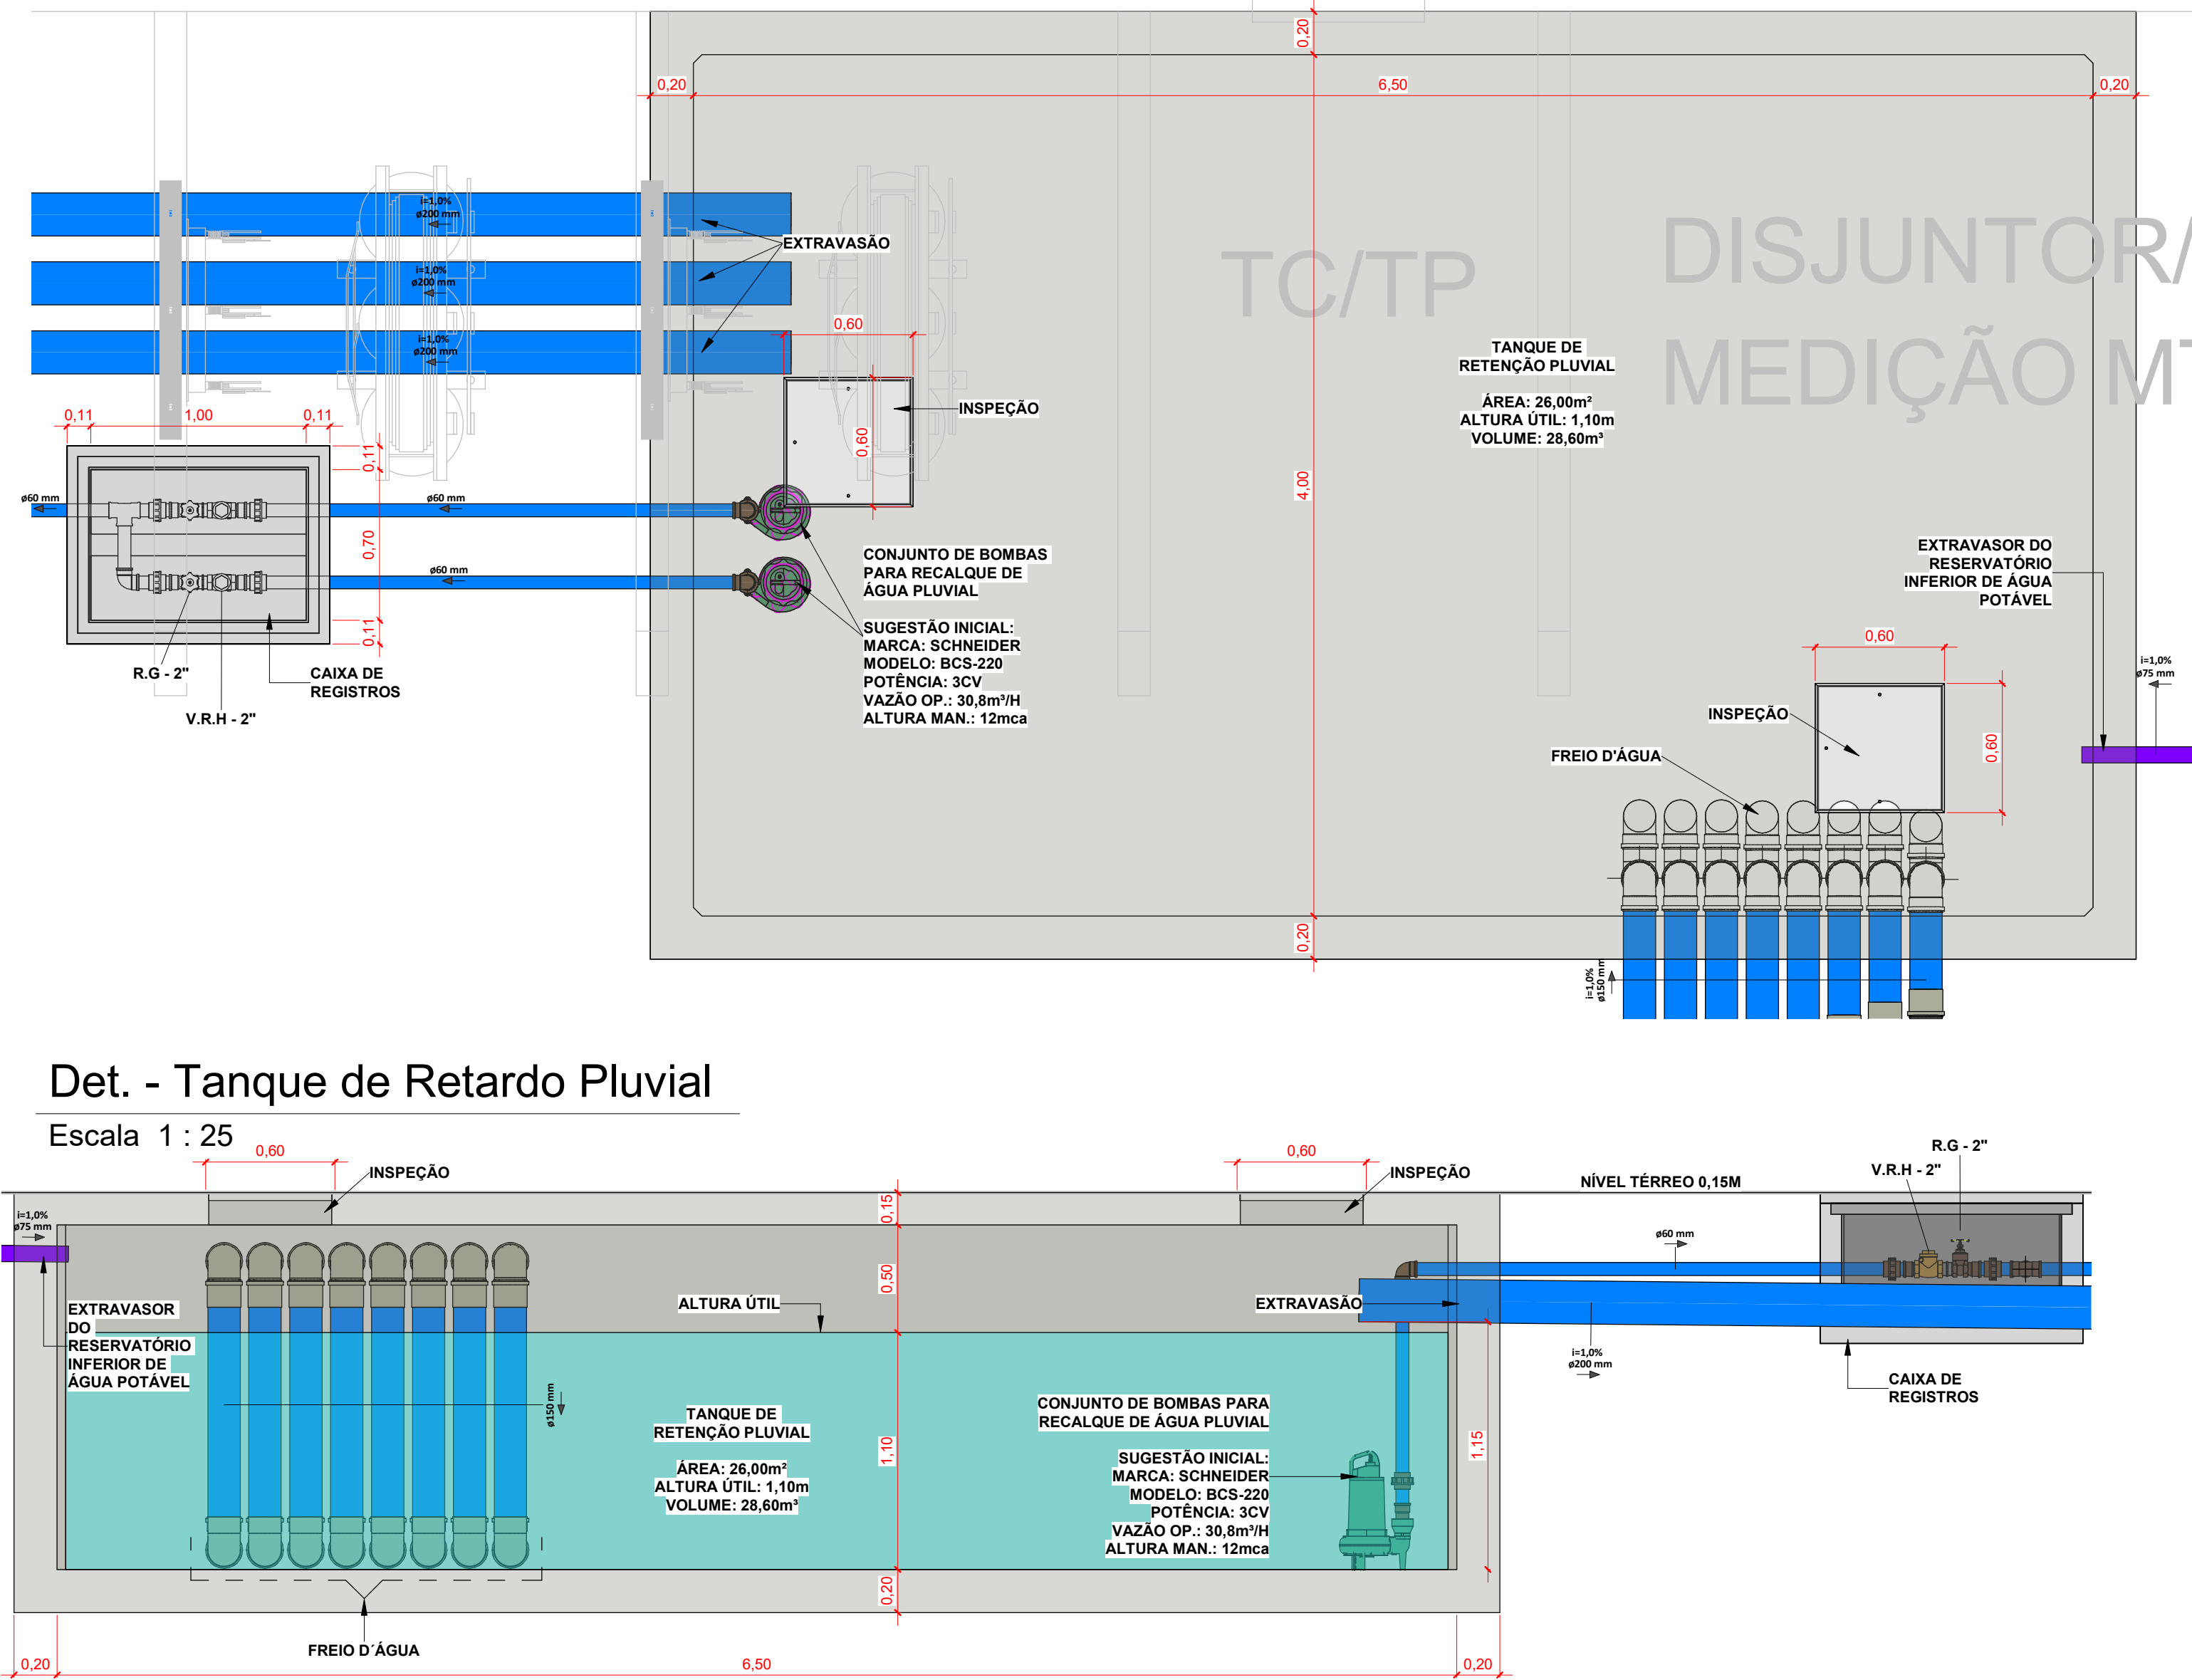 0,20
0,20
6,50
0,20
i=1,0%
ø200 mm
EXTRAVASÃO
i=1,0%
ø200 mm
i=1,0%
ø200 mm
TC/TP
DISJUNTOR/
MEDIÇÃO MT
0,60
TANQUE DE
RETENÇÃO PLUVIAL
ÁREA: 26,00m²
ALTURA ÚTIL: 1,10m
VOLUME: 28,60m³
INSPEÇÃO
0,60
0,11
1,00
0,11
0,11
0,70
0,11
ø60 mm
ø60 mm
ø60 mm
4,00
CONJUNTO DE BOMBAS
PARA RECALQUE DE
ÁGUA PLUVIAL
SUGESTÃO INICIAL:
MARCA: SCHNEIDER
MODELO: BCS-220
POTÊNCIA: 3CV
VAZÃO OP.: 30,8m³/H
ALTURA MAN.: 12mca
R.G - 2"
V.R.H - 2"
CAIXA DE
REGISTROS
EXTRAVASOR DO
RESERVATÓRIO
INFERIOR DE ÁGUA
POTÁVEL
0,60
i=1,0%
ø75 mm
INSPEÇÃO
0,60
FREIO D'ÁGUA
0,20
i=1,0%
ø150 mm
Det. - Tanque de Retardo Pluvial
Escala 1 : 25
0,60
INSPEÇÃO
0,60
INSPEÇÃO
NÍVEL TÉRREO 0,15M
R.G - 2"
V.R.H - 2"
i=1,0%
ø75 mm
0,15
ø60 mm
0,50
EXTRAVASOR
DO
RESERVATÓRIO
INFERIOR DE
ÁGUA POTÁVEL
ALTURA ÚTIL
EXTRAVASÃO
i=1,0%
ø200 mm
CAIXA DE
REGISTROS
ø150 mm
TANQUE DE
RETENÇÃO PLUVIAL
ÁREA: 26,00m²
ALTURA ÚTIL: 1,10m
VOLUME: 28,60m³
1,10
CONJUNTO DE BOMBAS PARA
RECALQUE DE ÁGUA PLUVIAL
SUGESTÃO INICIAL:
MARCA: SCHNEIDER
MODELO: BCS-220
POTÊNCIA: 3CV
VAZÃO OP.: 30,8m³/H
ALTURA MAN.: 12mca
1,15
0,20
FREIO D´ÁGUA
0,20
6,50
0,20